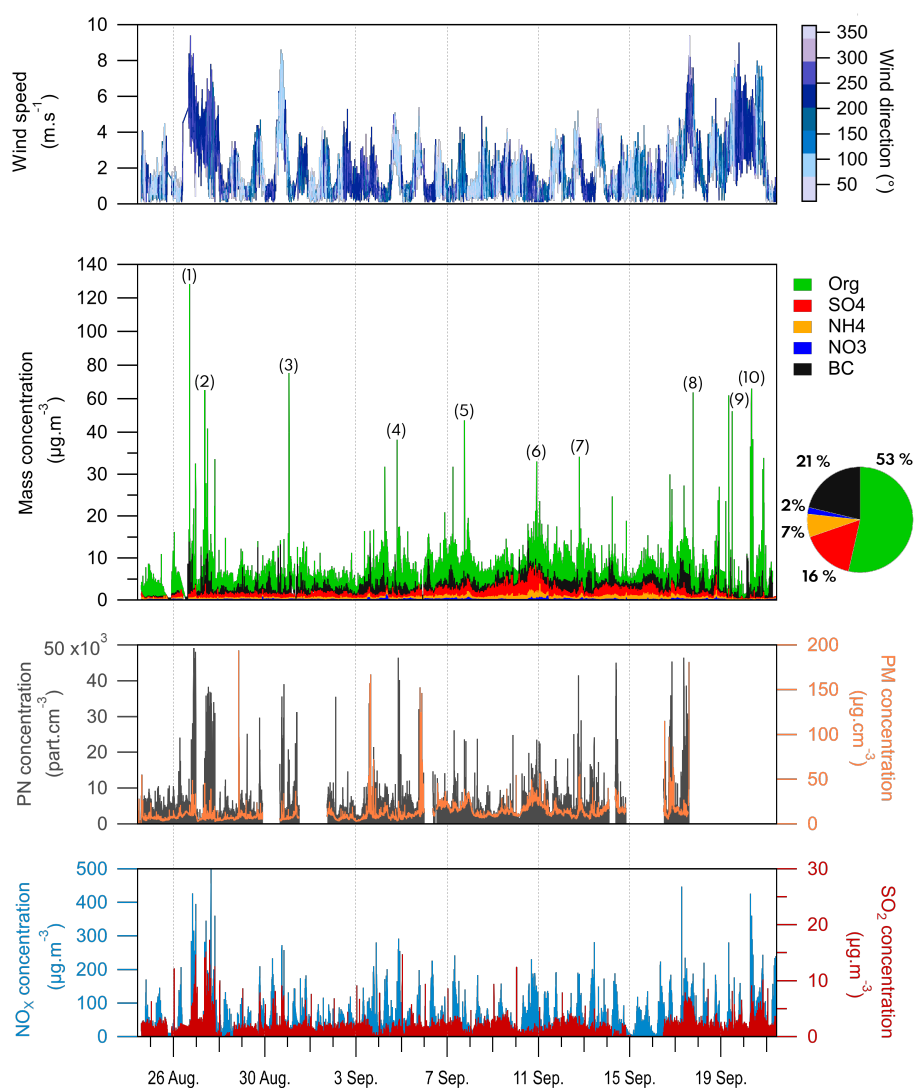 10
8
6
4
2
0
Wind speed
(m.s-1)
350
300
250
200
150
100
50
Wind direction (°)
140
120
100
80
60
40
30
20
10
0
Mass concentration
(µg.m-3)
(1)
(2)
(3)
(4)
(5)
(6)
(7)
(8)
(9)
(10)
Org
SO4
NH4
NO3
BC
21 %
53 %
2%
7%
16 %
50 x10³
40
30
20
10
0
PN concentration
(part.cm-3)
200
150
100
50
0
PM concentration
(µg.cm-3)
500
400
300
200
100
0
NOX concentration
(µg.m-3)
30
20
10
0
SO2 concentration
(µg.m-3)
26 Aug.
30 Aug.
3 Sep.
7 Sep.
11 Sep.
15 Sep.
19 Sep.